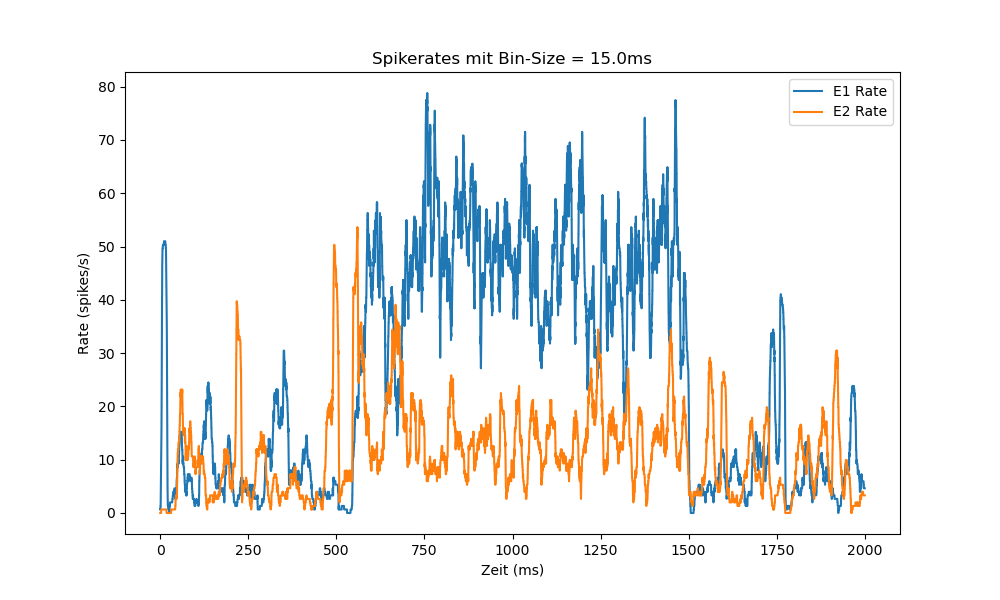 Spikerates mit Bin-Size = 15.0ms
E1 Rate
E2 Rate
80
70
60
50
40
30
20
10
0
Rate (spikes/s)
0 250 500 750 1000 1250 1500 1750 2000
Zeit (ms)